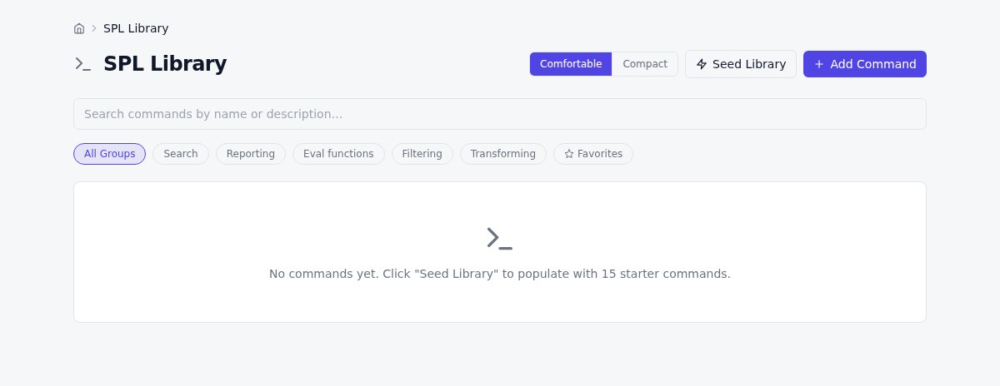 SPL Library
SPL Library
Comfortable Compact Seed Library Add Command
Search commands by name or description...
All Groups Search Reporting Eval functions Filtering Transforming Favorites
No commands yet. Click "Seed Library" to populate with 15 starter commands.